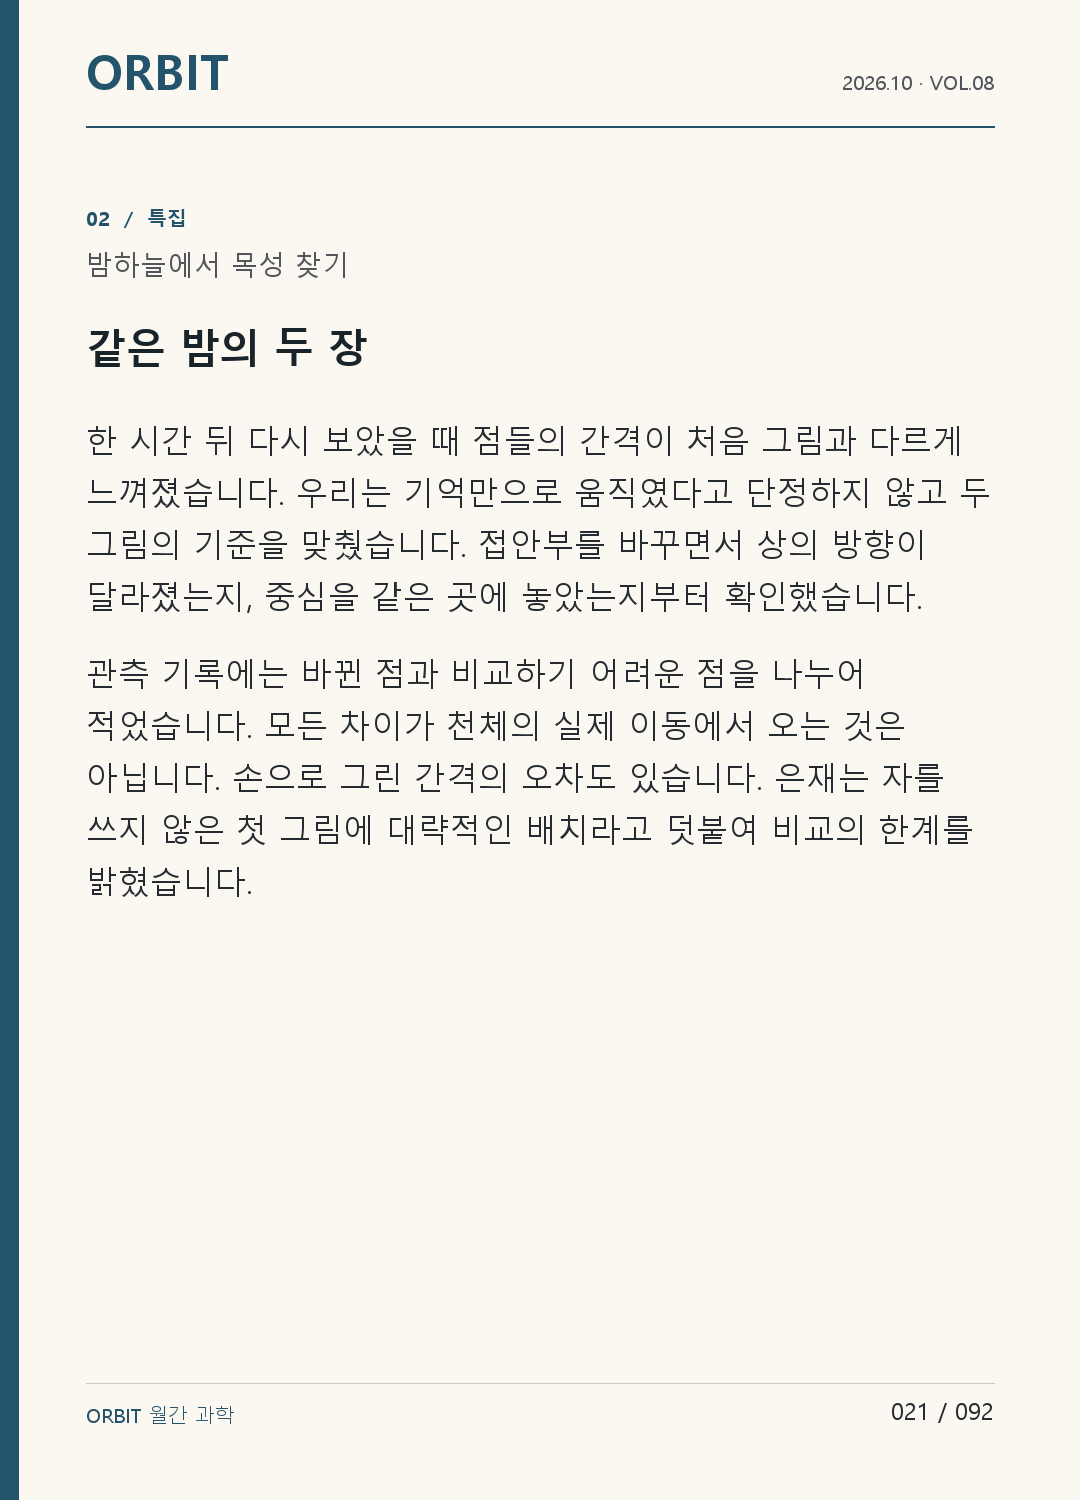 ORBIT
2026.10 · VOL.08
02 / 특집
밤하늘에서 목성 찾기
같은 밤의 두 장
한 시간 뒤 다시 보았을 때 점들의 간격이 처음 그림과 다르게
느껴졌습니다. 우리는 기억만으로 움직였다고 단정하지 않고 두
그림의 기준을 맞췄습니다. 접안부를 바꾸면서 상의 방향이
달라졌는지, 중심을 같은 곳에 놓았는지부터 확인했습니다.
관측 기록에는 바뀐 점과 비교하기 어려운 점을 나누어
적었습니다. 모든 차이가 천체의 실제 이동에서 오는 것은
아닙니다. 손으로 그린 간격의 오차도 있습니다. 은재는 자를
쓰지 않은 첫 그림에 대략적인 배치라고 덧붙여 비교의 한계를
밝혔습니다.
ORBIT 월간 과학
021 / 092